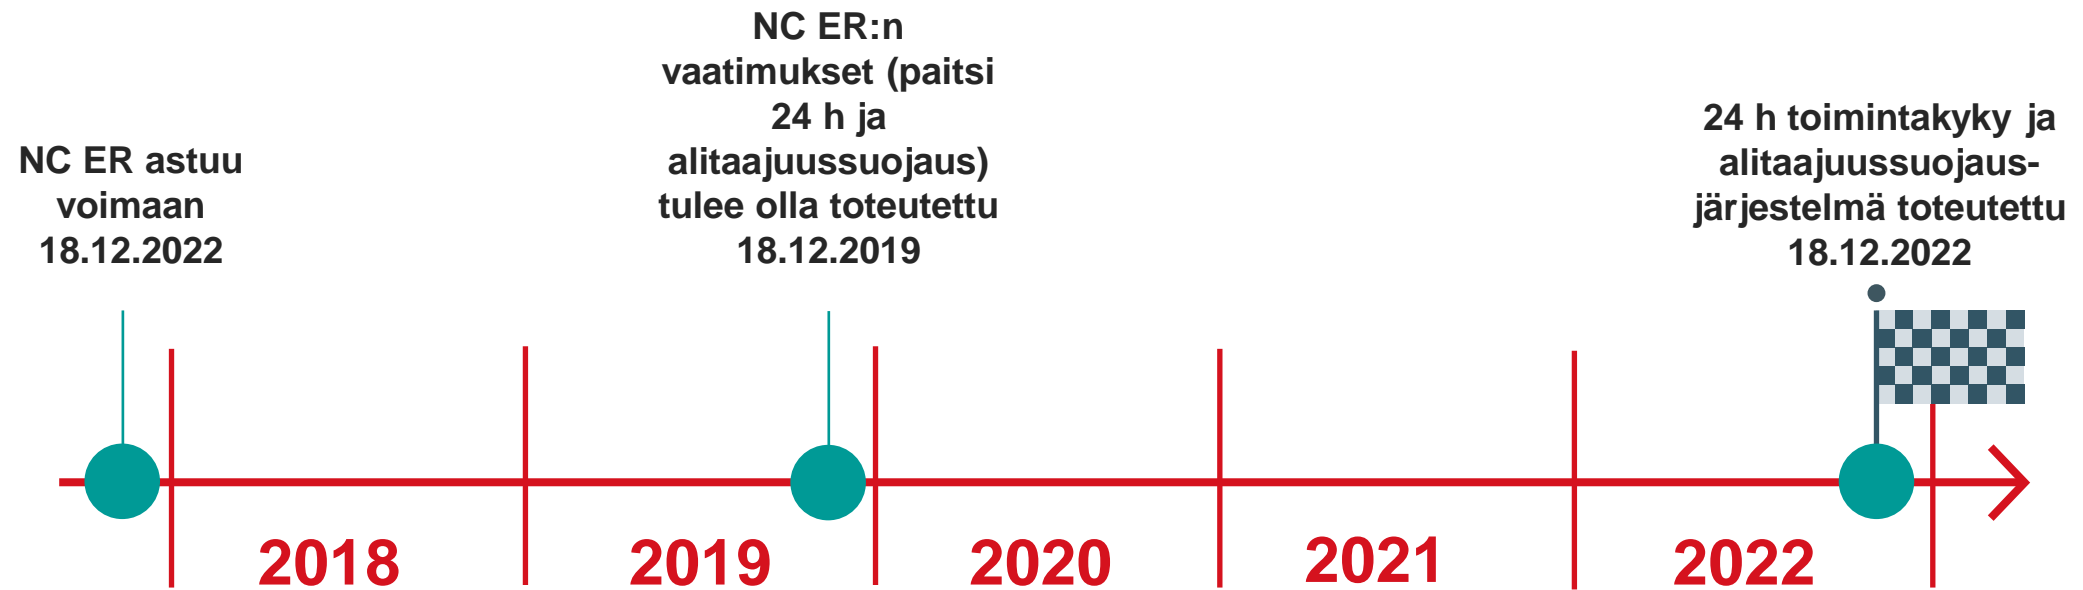 NC ER astuu
voimaan
18.12.2022
NC ER:n
vaatimukset (paitsi
24 h ja
alitaajuussuojaus)
tulee olla toteutettu
18.12.2019
24 h toimintakyky ja
alitaajuussuojaus-
järjestelmä toteutettu
18.12.2022
2018
2019
2020
2021
2022